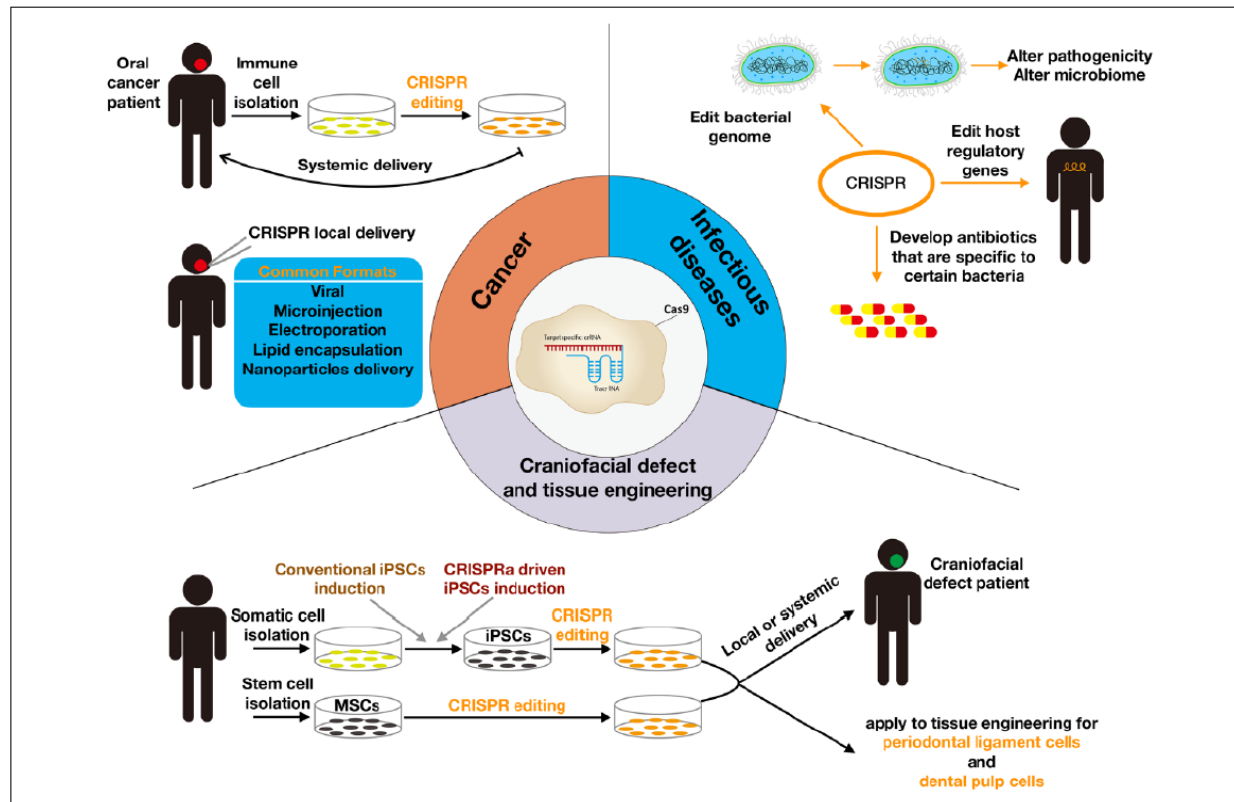 Oral
cancer
patient
Immune
cell
isolation
CRISPR
editing
Systemic delivery
CRISPR local delivery
Common Formats
Viral
Microinjection
Electroporation
Lipid encapsulation
Nanoparticles delivery
Cancer
Infectious
diseases
Edit bacterial
genome
Alter pathogenicity
Alter microbiome
CRISPR
Edit host
regulatory
genes
Develop antibiotics
that are specific to
certain bacteria
Cas9
Target specific crRNA
Tracr RNA
Craniofacial defect
and tissue engineering
Conventional iPSCs
induction
CRISPRa driven
iPSCs induction
Somatic cell
isolation
iPSCs
CRISPR
editing
Stem cell
isolation
MSCs
CRISPR editing
Local or systemic
delivery
Craniofacial
defect patient
apply to tissue engineering for
periodontal ligament cells
and
dental pulp cells